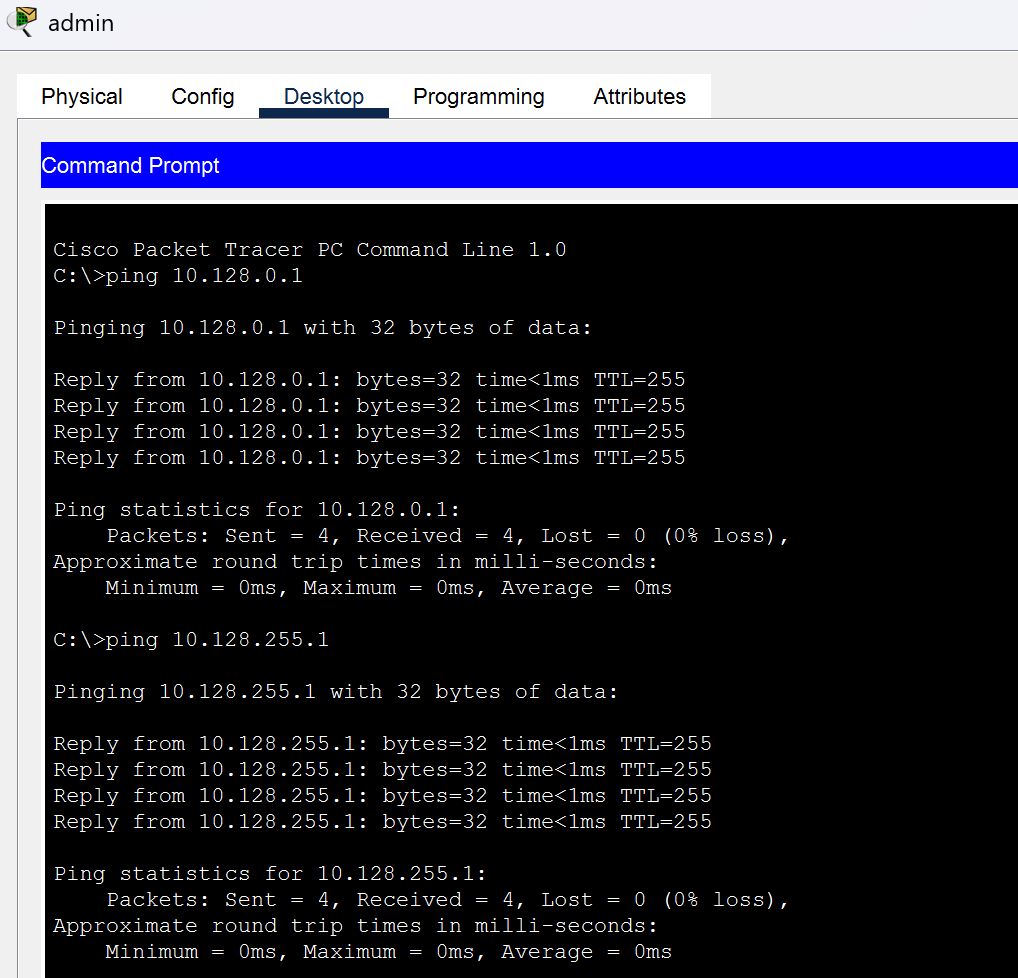 admin
Physical Config Desktop Programming Attributes
Command Prompt
Cisco Packet Tracer PC Command Line 1.0
C:\>ping 10.128.0.1
Pinging 10.128.0.1 with 32 bytes of data:
Reply from 10.128.0.1: bytes=32 time<1ms TTL=255
Reply from 10.128.0.1: bytes=32 time<1ms TTL=255
Reply from 10.128.0.1: bytes=32 time<1ms TTL=255
Reply from 10.128.0.1: bytes=32 time<1ms TTL=255
Ping statistics for 10.128.0.1:
    Packets: Sent = 4, Received = 4, Lost = 0 (0% loss),
Approximate round trip times in milli-seconds:
    Minimum = 0ms, Maximum = 0ms, Average = 0ms
C:\>ping 10.128.255.1
Pinging 10.128.255.1 with 32 bytes of data:
Reply from 10.128.255.1: bytes=32 time<1ms TTL=255
Reply from 10.128.255.1: bytes=32 time<1ms TTL=255
Reply from 10.128.255.1: bytes=32 time<1ms TTL=255
Reply from 10.128.255.1: bytes=32 time<1ms TTL=255
Ping statistics for 10.128.255.1:
    Packets: Sent = 4, Received = 4, Lost = 0 (0% loss),
Approximate round trip times in milli-seconds:
    Minimum = 0ms, Maximum = 0ms, Average = 0ms